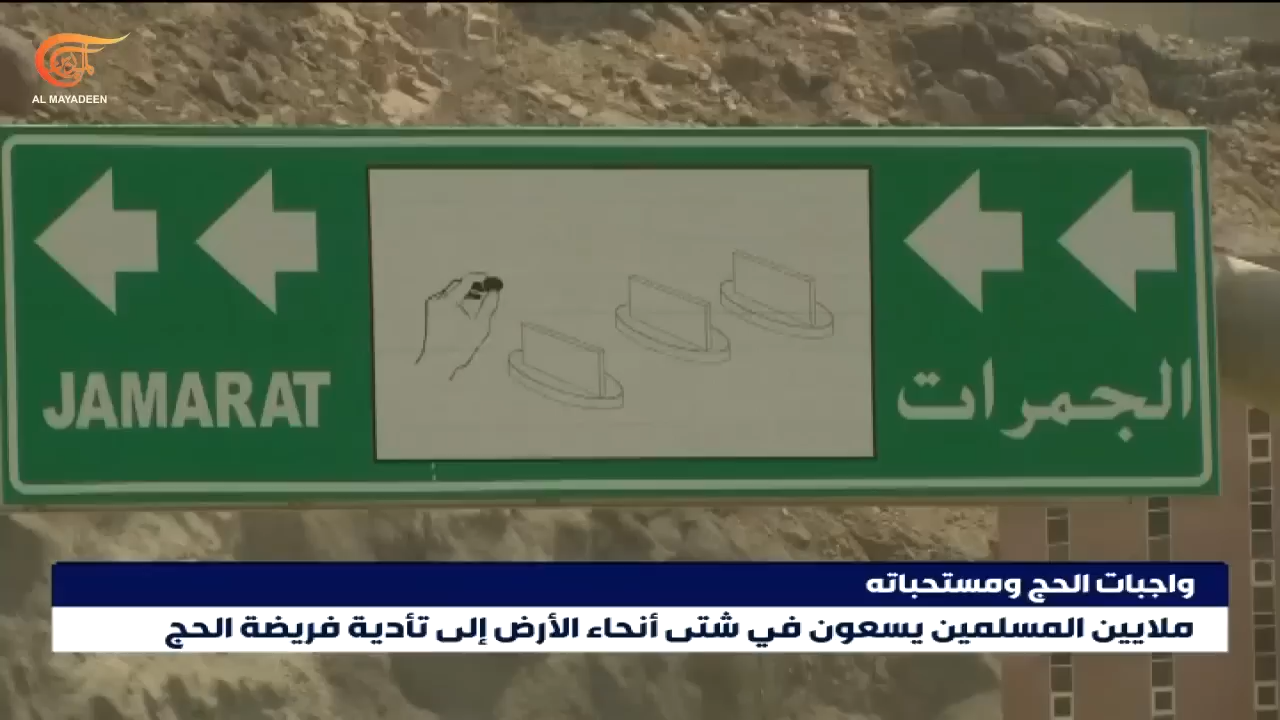 AL MAYADEEN
JAMARAT
الجمرات
واجبات الحج ومستحباته
ملايين المسلمين يسعون في شتى أنحاء الأرض إلى تأدية فريضة الحج